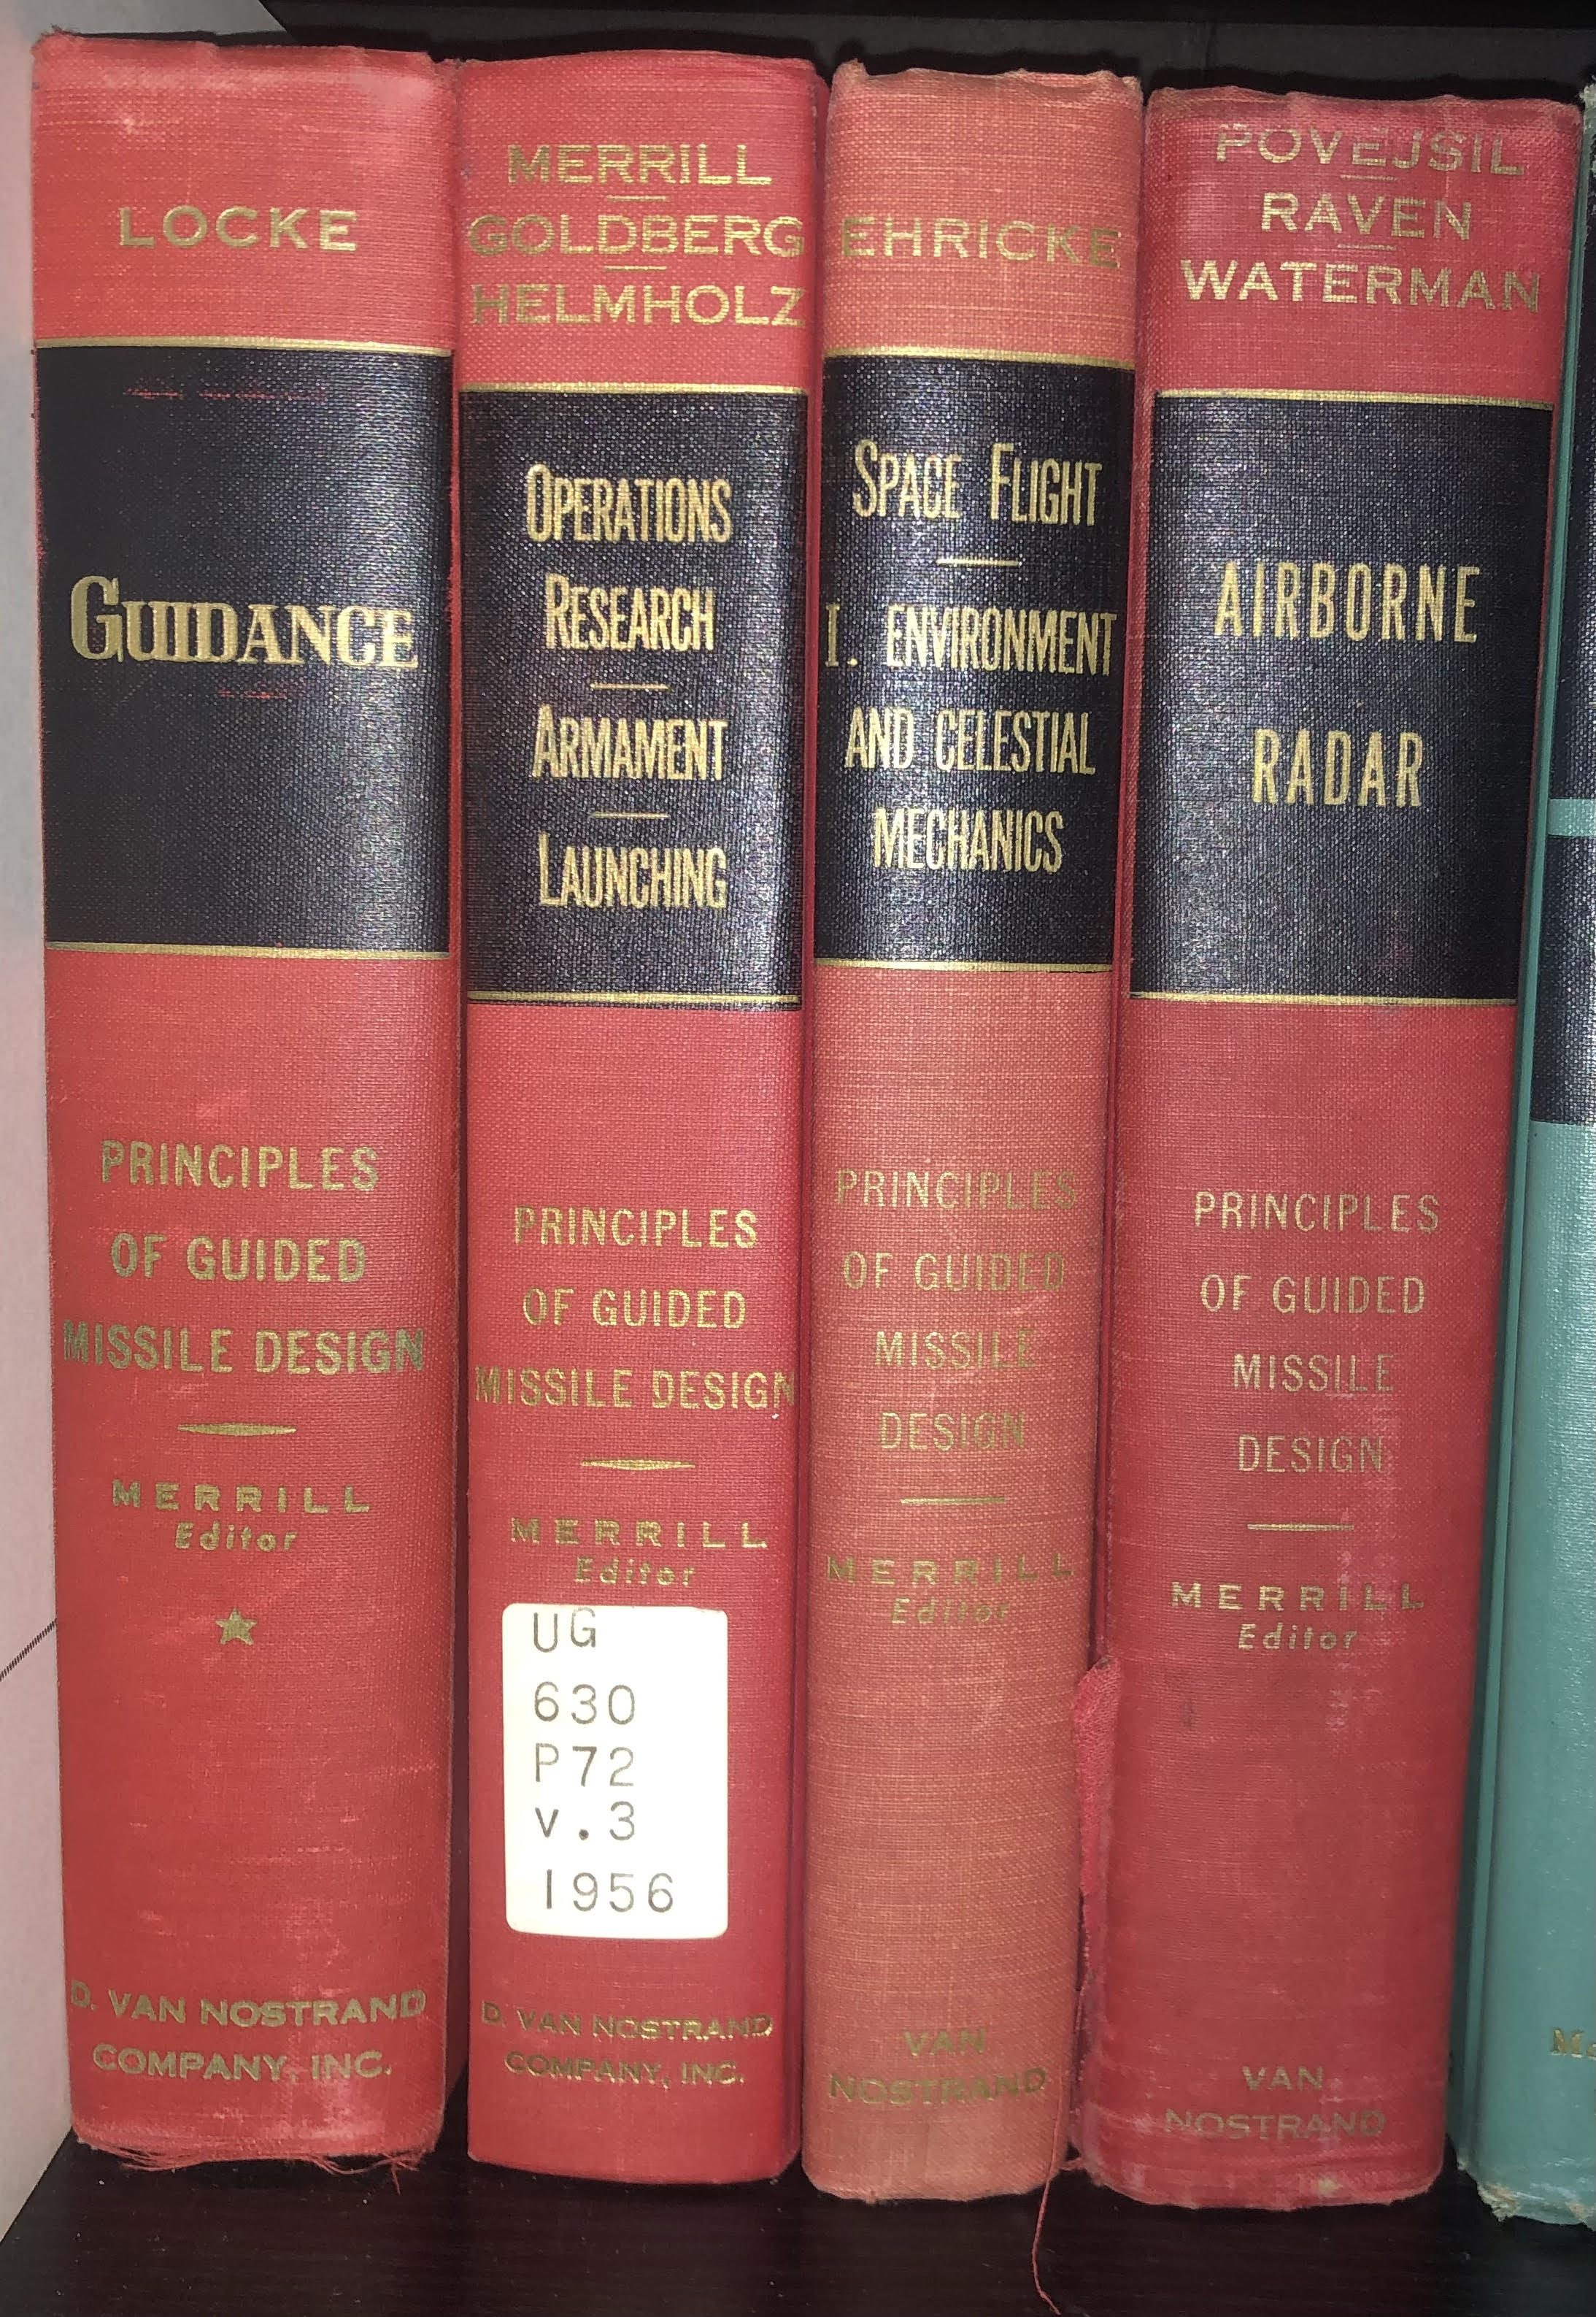 LOCKE
GUIDANCE
PRINCIPLES
OF GUIDED
MISSILE DESIGN
MERRILL
Editor
D. VAN NOSTRAND
COMPANY, INC.
MERRILL
GOLDBERG
HELMHOLZ
OPERATIONS
RESEARCH
ARMAMENT
LAUNCHING
PRINCIPLES
OF GUIDED
MISSILE DESIGN
MERRILL
Editor
UG
630
P72
v.3
1956
D. VAN NOSTRAND
COMPANY, INC.
EHRICKE
SPACE FLIGHT
I. ENVIRONMENT
AND CELESTIAL
MECHANICS
PRINCIPLES
OF GUIDED
MISSILE
DESIGN
MERRILL
Editor
VAN
NOSTRAND
POVEJSIL
RAVEN
WATERMAN
AIRBORNE
RADAR
PRINCIPLES
OF GUIDED
MISSILE
DESIGN
MERRILL
Editor
VAN
NOSTRAND